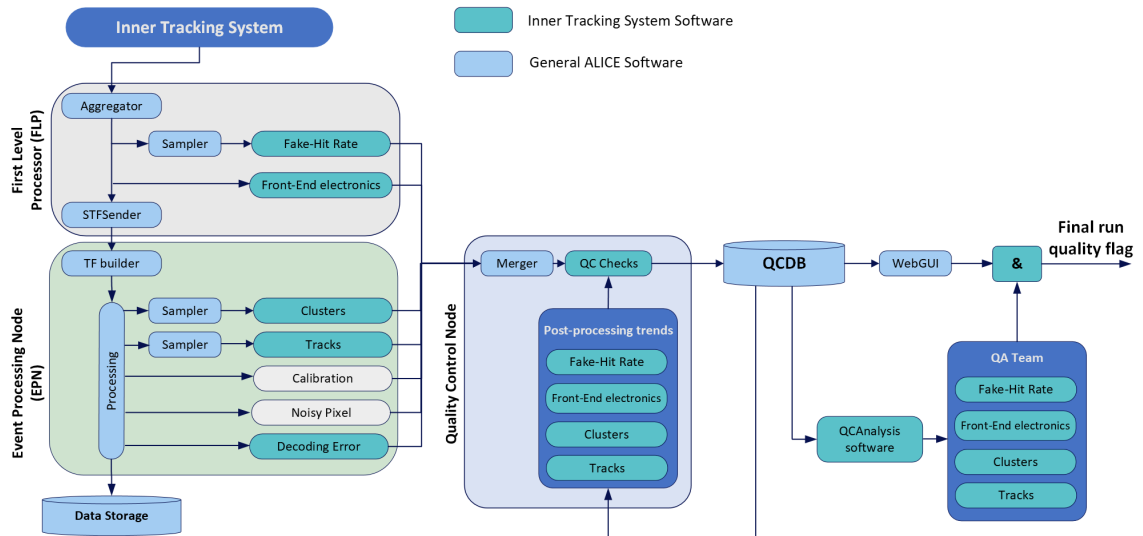 Inner Tracking System
Inner Tracking System Software
General ALICE Software
First Level
Processor (FLP)
Aggregator
Sampler
Fake-Hit Rate
Front-End electronics
STFSender
Event Processing Node
(EPN)
TF builder
Processing
Sampler
Clusters
Sampler
Tracks
Calibration
Noisy Pixel
Decoding Error
Data Storage
Quality Control Node
Merger
QC Checks
Post-processing trends
Fake-Hit Rate
Front-End electronics
Clusters
Tracks
QCDB
WebGUI
&
Final run
quality flag
QCAnalysis
software
QA Team
Fake-Hit Rate
Front-End electronics
Clusters
Tracks